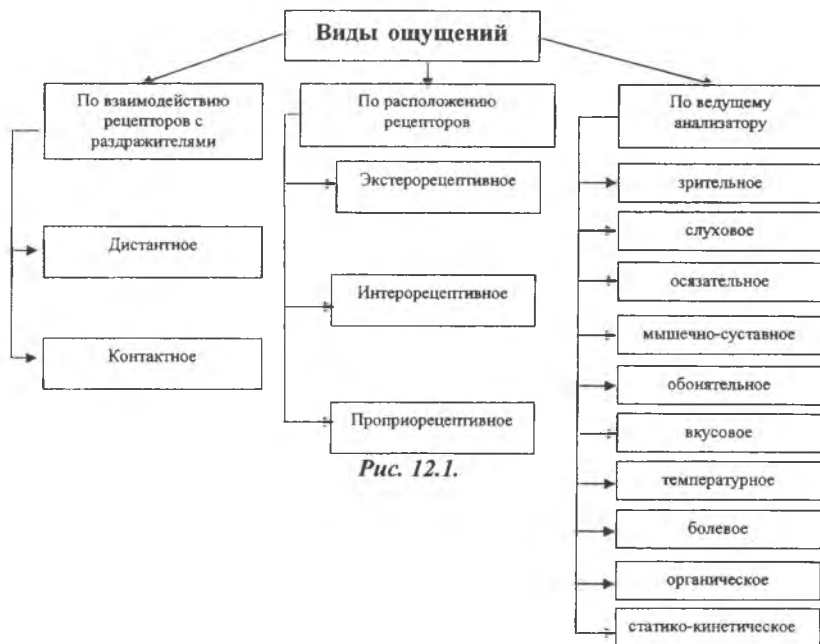 Виды ощущений
По взаимодействию
рецепторов с
раздражителями
Дистантное
Контактное
По расположению
рецепторов
Экстерорецептивное
Интерорецептивное
Проприорецептивное
Рис. 12.1.
По ведущему
анализатору
зрительное
слуховое
осязательное
мышечно-суставное
обонятельное
вкусовое
температурное
болевое
органическое
статико-кинетическое